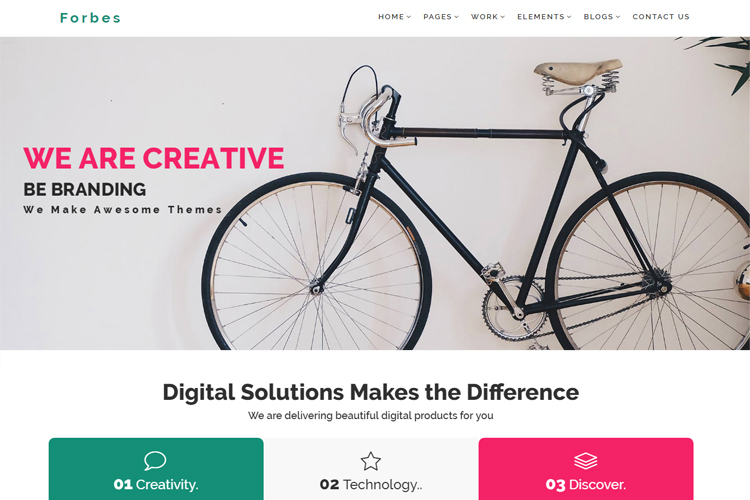 Forbes
HOME PAGES WORK ELEMENTS BLOGS CONTACT US
WE ARE CREATIVE
BE BRANDING
We Make Awesome Themes
Digital Solutions Makes the Difference
We are delivering beautiful digital products for you
01 Creativity.
02 Technology..
03 Discover.